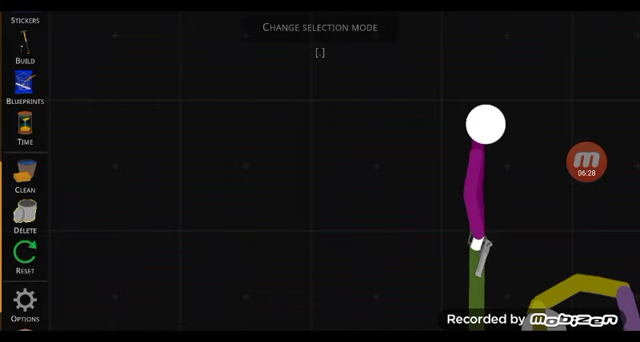 STICKERS
BUILD
BLUEPRINTS
TIME
CLEAN
DELETE
RESET
OPTIONS
CHANGE SELECTION MODE
[.]
06:28
Recorded by Mobizen